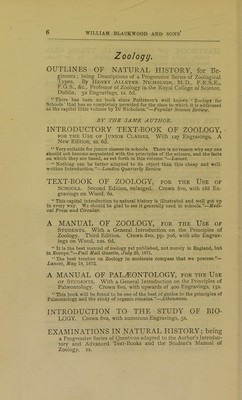 6 WILLIAM BLACKWOOD AND SONS'
Zoology.
OUTLINES OF NATURAL HISTORY, for Be-
ginners; being Descriptions of a Progressive Series of Zoological
Types. By HENRY ALLEYNE NICHOLSON, M.D., F.R.S.E.,
F.G.S., &c., Professor of Zoology in the Royal College of Science,
Dublin. 52 Engravings, 1s. 6d.
"There has been no book since Patterson's well known 'Zoology for
Schools' that has so completely provided for the class to which it is addressed
as the capital little volume by Dr Nicholson."—Popular Science Review.
BY THE SAME AUTHOR.
INTRODUCTORY TEXT-BOOK OF ZOOLOGY,
FOR THE USE OF JUNIOR CLASSES. With 129 Engravings. A
New Edition, 2s. 6d.
"Very suitable for junior classes in schools. There is no reason why any one
should not become acquainted with the principles of the science, and the facts
on which they are based, as set forth in this volume."—Lancet.
"Nothing can be better adapted to its object than this cheap and well-
written Introduction."—London Quarterly Review.
TEXT-BOOK OF ZOOLOGY, FOR THE USE OF
SCHOOLS. Second Edition, enlarged. Crown 8vo, with 188 En-
gravings on Wood. 6s.
"This capital introduction to natural history is illustrated and well got up
in every way. We should be glad to see it generally used in schools."—Medi-
cal Press and Circular.
A MANUAL OF ZOOLOGY, FOR THE USE OF
STUDENTS. With a General Introduction on the Principles of
Zoology. Third Edition. Crown 8vo, pp. 706, with 280 Engrav-
ings on Wood, 12s. 6d.
"It is the best manual of zoology yet published, not merely in England, but
in Europe."—Pall Mall Gazette, July 20, 1871.
"The best treatise on Zoology in moderate compass that we possess."—
Lancet, May 18, 1872.
A MANUAL OF PALÆONTOLOGY, FOR THE USE
OF STUDENTS. With a General Introduction on the Principles of
Palæontology. Crown 8vo, with upwards of 400 Engravings, 15s.
"This book will be found to be one of the best of guides to the principles of
Palæontology and the study of organic remains."—Athenæum.
INTRODUCTION TO THE STUDY OF BIO-
LOGY. Crown 8vo, with numerous Engravings, 5s.
EXAMINATIONS IN NATURAL HISTORY; being
a Progressive Series of Questions adapted to the Author's Introduc-
tory and Advanced Text-Books and the Student's Manual of
Zoology. 1s.